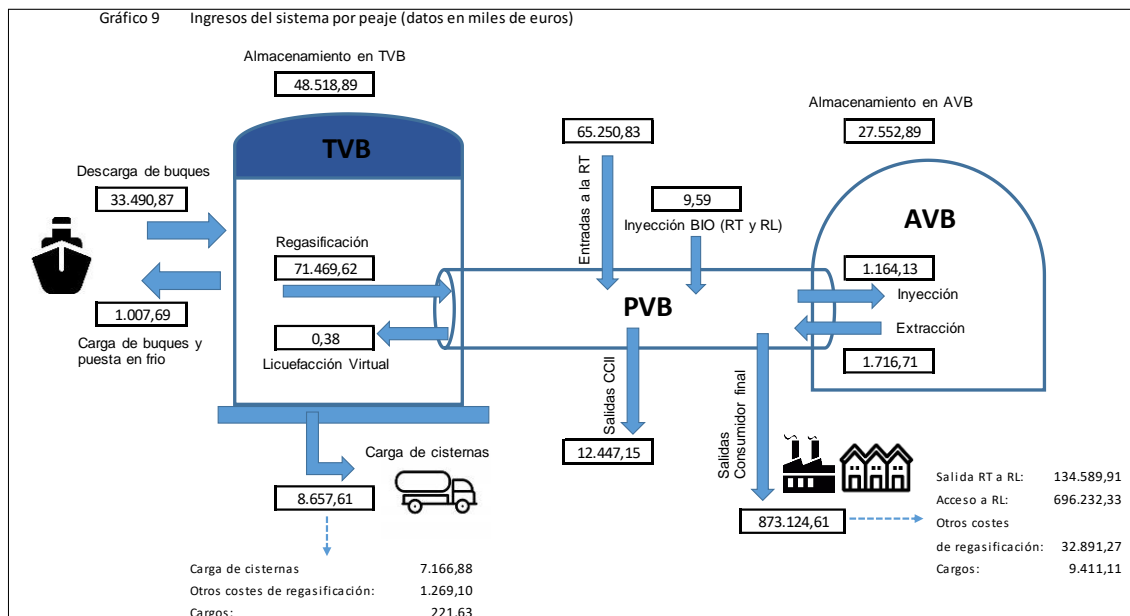 Gráfico 9 Ingresos del sistema por peaje (datos en miles de euros)
Almacenamiento en TVB
48.518,89
Almacenamiento en AVB
27.552,89
65.250,83
TVB
Descarga de buques
33.490,87
Entradas a la RT
9,59
Inyección BIO (RT y RL)
AVB
Regasificación
71.469,62
1.164,13
Inyección
PVB
1.007,69
Carga de buques y
puesta en frio
0,38
Licuefacción Virtual
Extracción
1.716,71
Salidas CCII
12.447,15
Salidas
Consumidor final
873.124,61
Carga de cisternas
8.657,61
Salida RT a RL: 134.589,91
Acceso a RL: 696.232,33
Otros costes
de regasificación: 32.891,27
Cargos: 9.411,11
Carga de cisternas 7.166,88
Otros costes de regasificación: 1.269,10
Cargos: 221,63